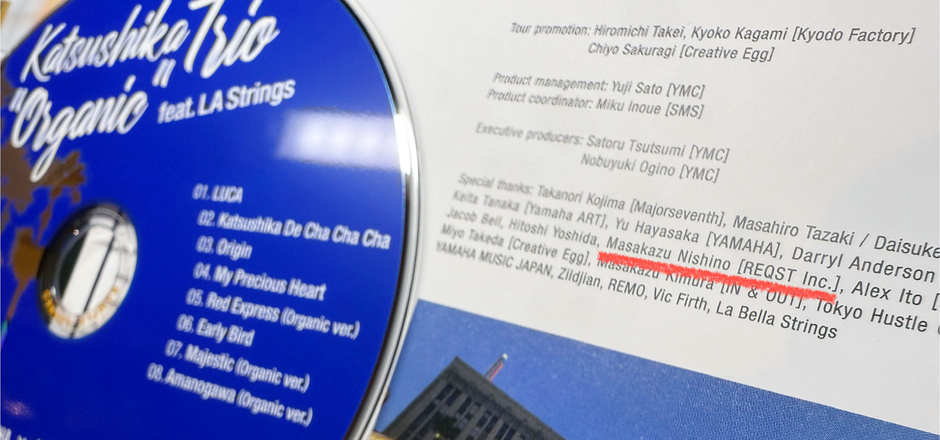 Katsushika Trio
"Organic" feat. LA Strings
01. LUCA
02. Katsushika De Cha Cha Cha
03. Origin
04. My Precious Heart
05. Red Express (Organic ver.)
06. Early Bird
07. Majestic (Organic ver.)
08. Amanogawa (Organic ver.)
Tour promotion: Hiromichi Takei, Kyoko Kagami [Kyodo Factory]
Chiyo Sakuragi [Creative Egg]
Product management: Yuji Sato [YMC]
Product coordinator: Miku Inoue [SMS]
Executive producers: Satoru Tsutsumi [YMC]
Nobuyuki Ogino [YMC]
Special thanks: Takanori Kojima [Majorseventh], Masahiro Tazaki / Daisuke
Keita Tanaka [Yamaha ART], Yu Hayasaka [YAMAHA], Darryl Anderson
Jacob Bell, Hitoshi Yoshida, Masakazu Nishino [REQST Inc.], Alex Ito [
Miyo Takeda [Creative Egg], Masakazu Kimura [IN & OUT], Tokyo Hustle
YAMAHA MUSIC JAPAN, Zildjian, REMO, Vic Firth, La Bella Strings